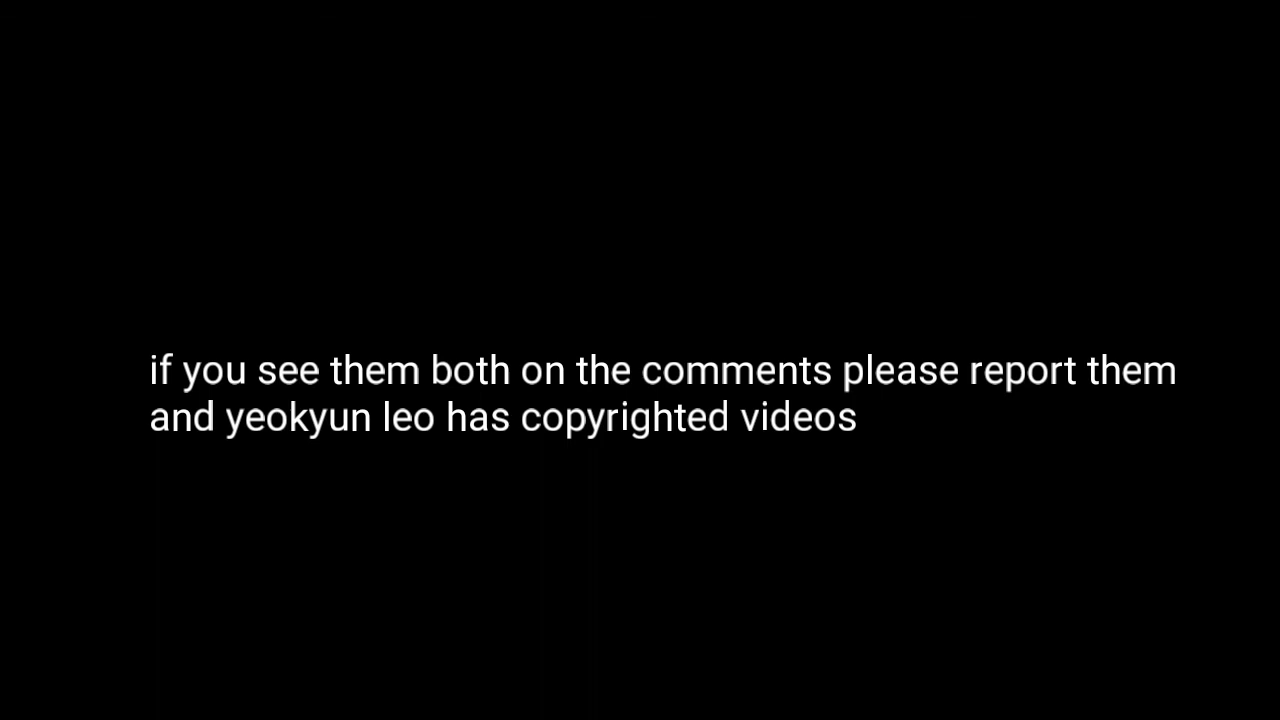 if you see them both on the comments please report them
and yeokyun leo has copyrighted videos